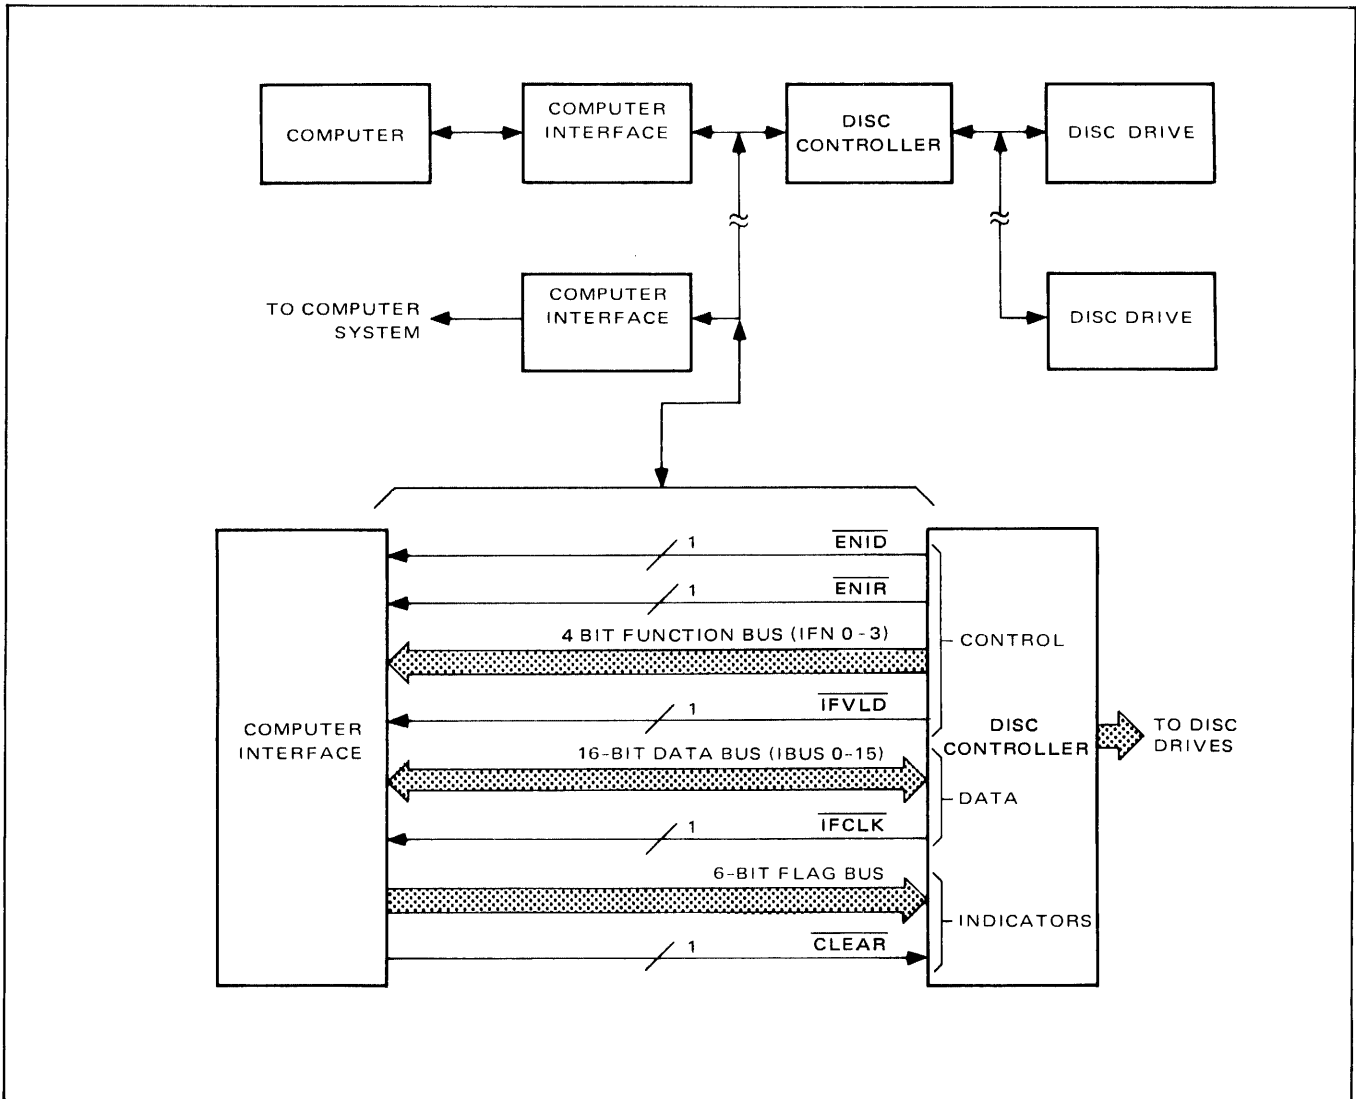 COMPUTER
COMPUTER
INTERFACE
DISC
CONTROLLER
DISC DRIVE
TO COMPUTER
SYSTEM
COMPUTER
INTERFACE
DISC DRIVE
COMPUTER
INTERFACE
1 ENID
1 ENIR
4 BIT FUNCTION BUS (IFN 0-3)
1 IFVLD
16-BIT DATA BUS (IBUS 0-15)
1 IFCLK
6-BIT FLAG BUS
1 CLEAR
CONTROL
DISC
CONTROLLER
DATA
INDICATORS
TO DISC
DRIVES